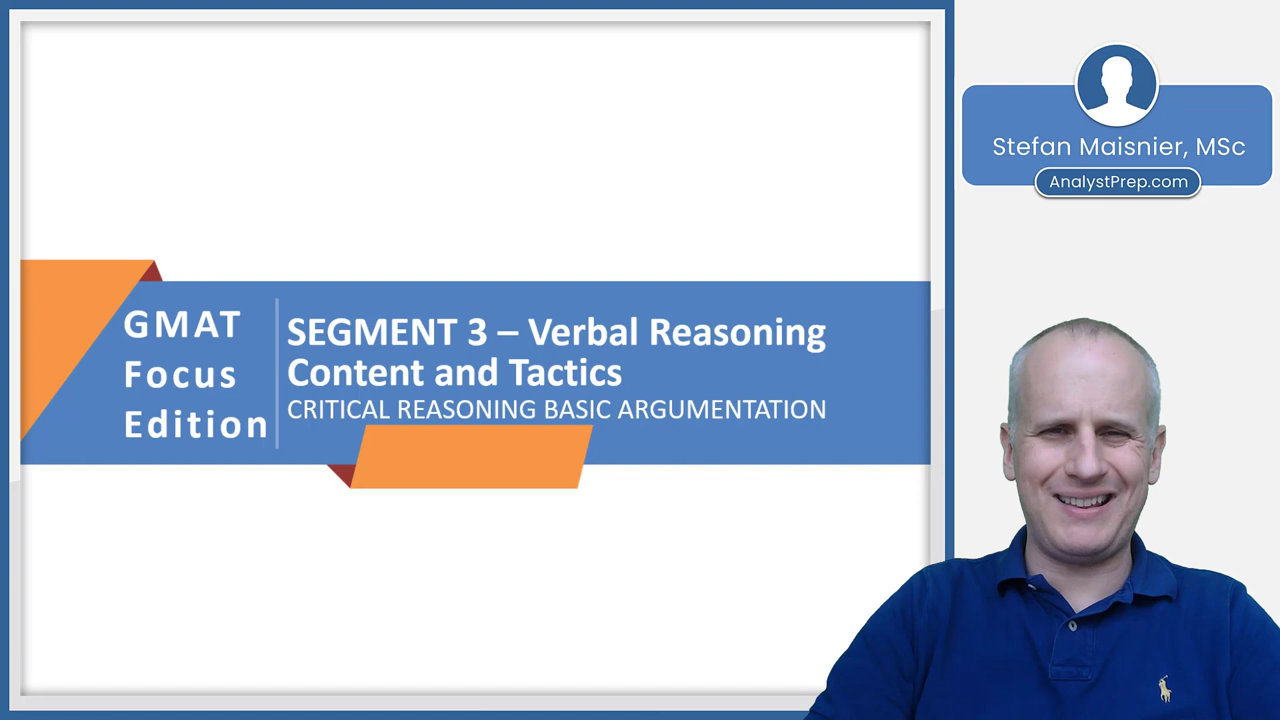 GMAT
Focus
Edition
SEGMENT 3 – Verbal Reasoning
Content and Tactics
CRITICAL REASONING BASIC ARGUMENTATION
Stefan Maisnier, MSc
AnalystPrep.com